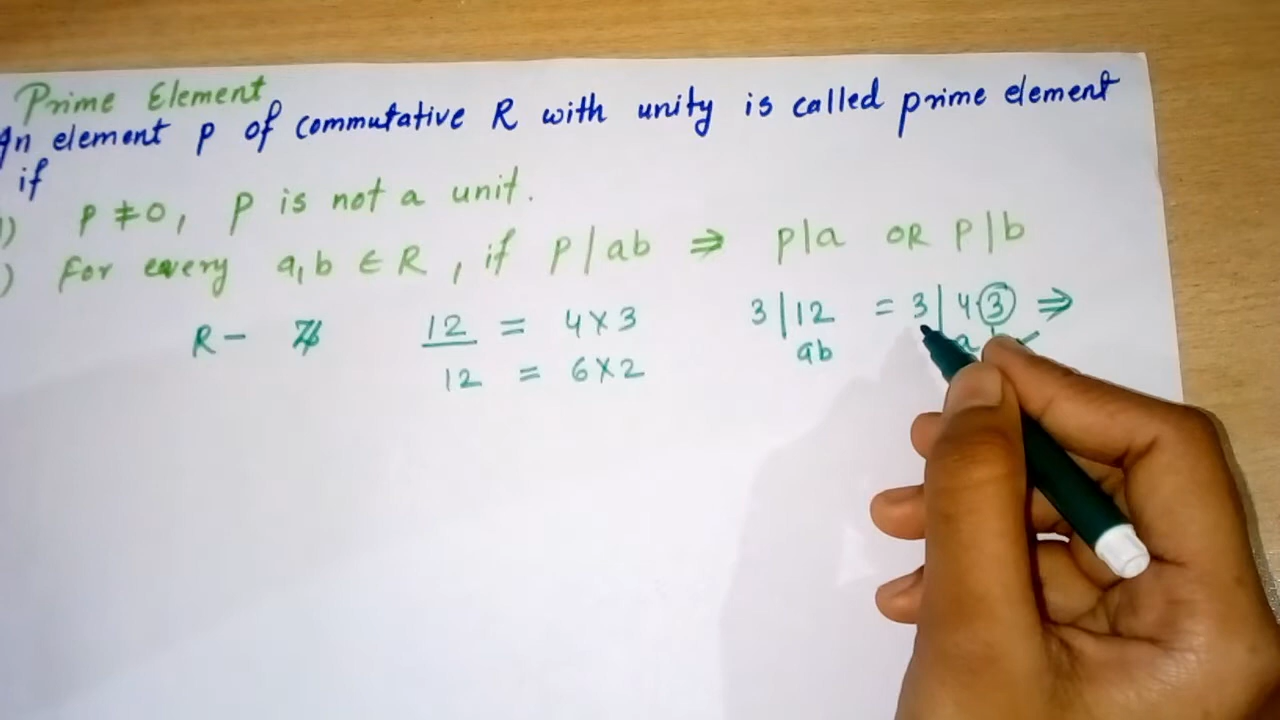 Prime Element
An element p of commutative R with unity is called prime element
if
1) P ≠ 0, P is not a unit.
) For every a, b ∈ R, if P | ab ⇒ P|a OR P|b
R - ℤ 12 = 4 × 3 3 | 12 = 3 | 4 3 ⇒
ab a
12 = 6 × 2